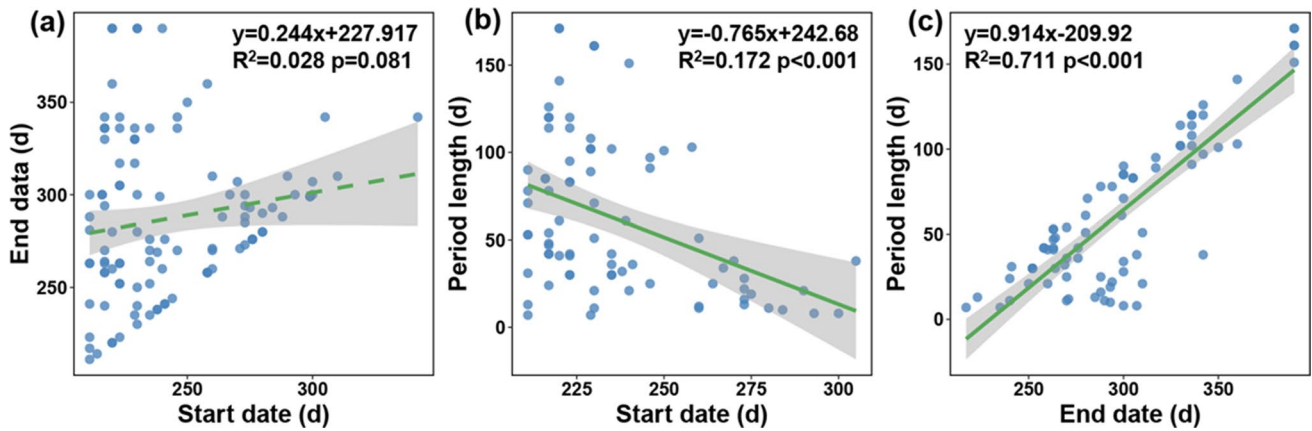 (a)
y=0.244x+227.917
R²=0.028 p=0.081
End data (d)
350
300
250
250
300
Start date (d)
(b)
y=-0.765x+242.68
R²=0.172 p<0.001
Period length (d)
150
100
50
0
225
250
275
300
Start date (d)
(c)
y=0.914x-209.92
R²=0.711 p<0.001
Period length (d)
150
100
50
0
250
300
350
End date (d)